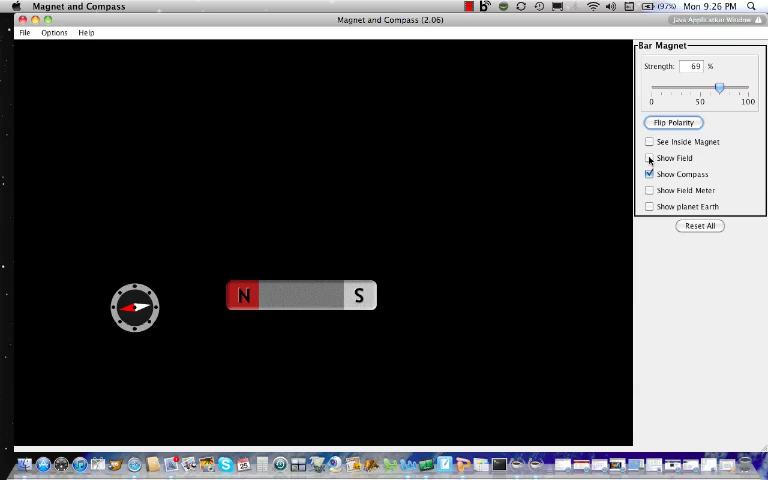 Magnet and Compass
(97%) Mon 9:26 PM
Magnet and Compass (2.06)
Java Application Window
File Options Help
Bar Magnet
Strength: 69 %
0 50 100
Flip Polarity
See Inside Magnet
Show Field
Show Compass
Show Field Meter
Show planet Earth
Reset All
N S